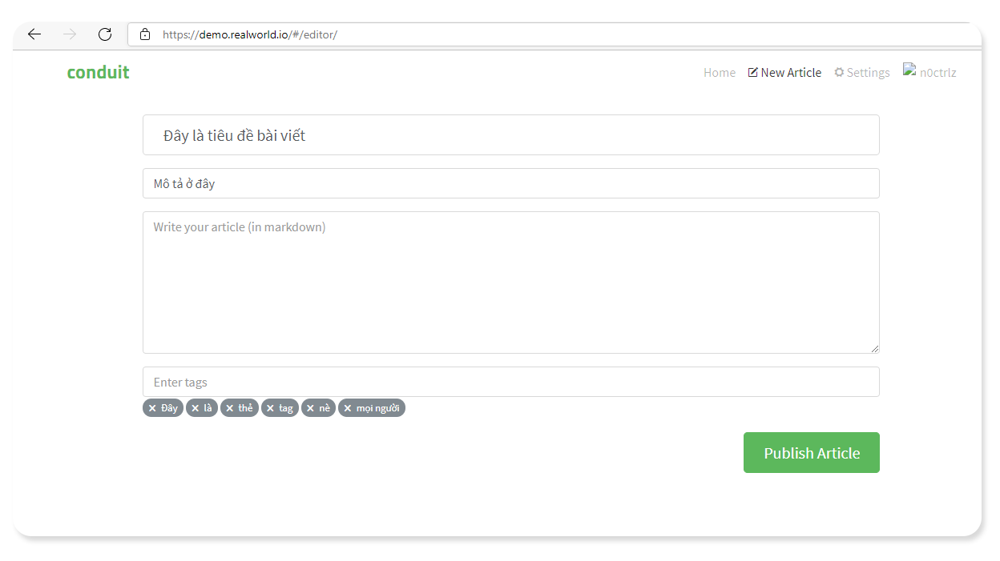 https://demo.realworld.io/#/editor/
conduit
Home New Article Settings n0ctrlz
Đây là tiêu đề bài viết
Mô tả ở đây
Write your article (in markdown)
Enter tags
× Đây × là × thẻ × tag × nè × mọi người
Publish Article